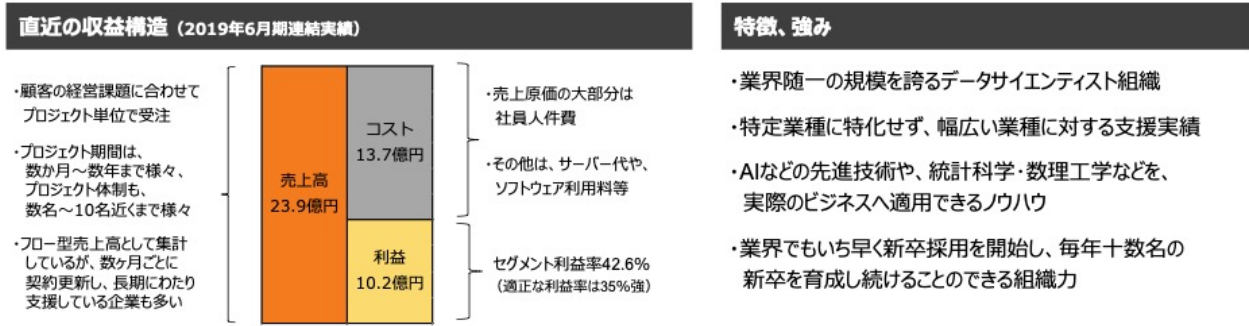 直近の収益構造（2019年6月期連結実績）
・顧客の経営課題に合わせて
プロジェクト単位で受注
・プロジェクト期間は、
数か月～数年まで様々、
プロジェクト体制も、
数名～10名近くまで様々
・フロー型売上高として集計
しているが、数ヶ月ごとに
契約更新し、長期にわたり
支援している企業も多い
売上高
23.9億円
コスト
13.7億円
利益
10.2億円
・売上原価の大部分は
社員人件費
・その他は、サーバー代や、
ソフトウェア利用料等
セグメント利益率42.6%
（適正な利益率は35%強）
特徴、強み
・業界随一の規模を誇るデータサイエンティスト組織
・特定業種に特化せず、幅広い業種に対する支援実績
・AIなどの先進技術や、統計科学・数理工学などを、
実際のビジネスへ適用できるノウハウ
・業界でもいち早く新卒採用を開始し、毎年十数名の
新卒を育成し続けることのできる組織力